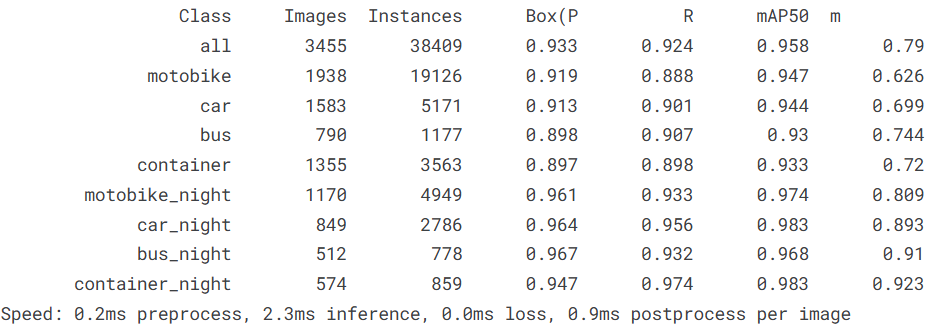 Class Images Instances Box(P R mAP50 m
all 3455 38409 0.933 0.924 0.958 0.79
motobike 1938 19126 0.919 0.888 0.947 0.626
car 1583 5171 0.913 0.901 0.944 0.699
bus 790 1177 0.898 0.907 0.93 0.744
container 1355 3563 0.897 0.898 0.933 0.72
motobike_night 1170 4949 0.961 0.933 0.974 0.809
car_night 849 2786 0.964 0.956 0.983 0.893
bus_night 512 778 0.967 0.932 0.968 0.91
container_night 574 859 0.947 0.974 0.983 0.923
Speed: 0.2ms preprocess, 2.3ms inference, 0.0ms loss, 0.9ms postprocess per image